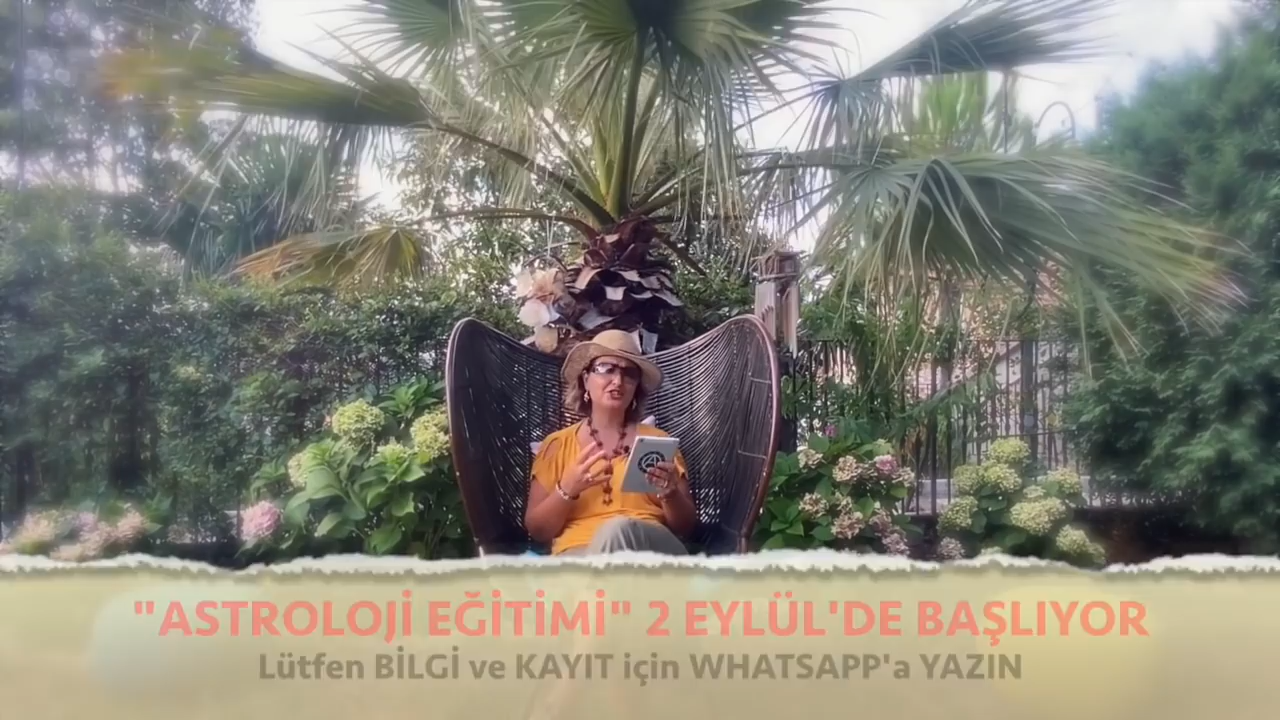 "ASTROLOJİ EĞİTİMİ" 2 EYLÜL'DE BAŞLIYOR
Lütfen BİLGİ ve KAYIT için WHATSAPP'a YAZIN